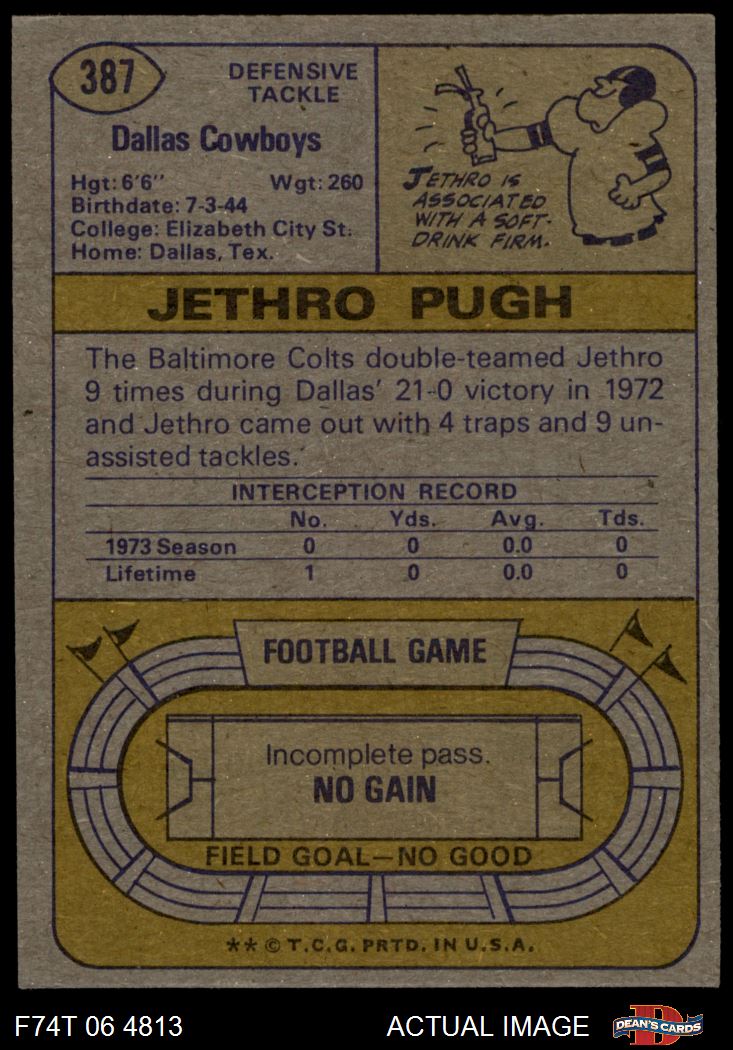 387
DEFENSIVE
TACKLE
Dallas Cowboys
Hgt: 6'6" Wgt: 260
Birthdate: 7-3-44
College: Elizabeth City St.
Home: Dallas, Tex.
JETHRO IS
ASSOCIATED
WITH A SOFT-
DRINK FIRM.
JETHRO PUGH
The Baltimore Colts double-teamed Jethro
9 times during Dallas' 21-0 victory in 1972
and Jethro came out with 4 traps and 9 un-
assisted tackles.
INTERCEPTION RECORD
No. Yds. Avg. Tds.
1973 Season 0 0 0.0 0
Lifetime 1 0 0.0 0
FOOTBALL GAME
Incomplete pass.
NO GAIN
FIELD GOAL—NO GOOD
** © T.C.G. PRTD. IN U.S.A.
F74T 06 4813 ACTUAL IMAGE
D
DEAN'S CARDS